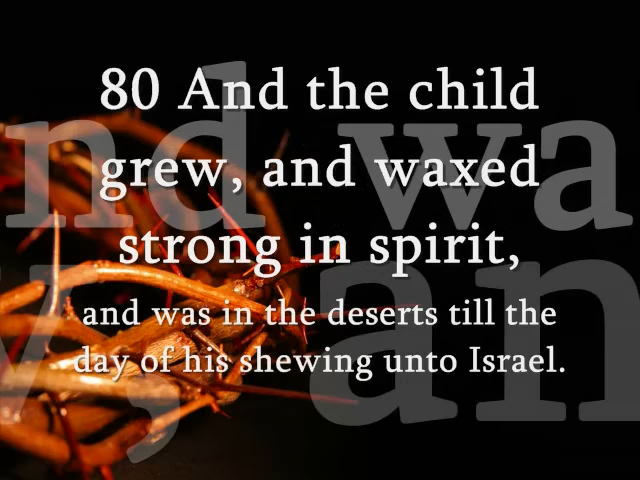 80 And the child
grew, and waxed
strong in spirit,
and was in the deserts till the
day of his shewing unto Israel.